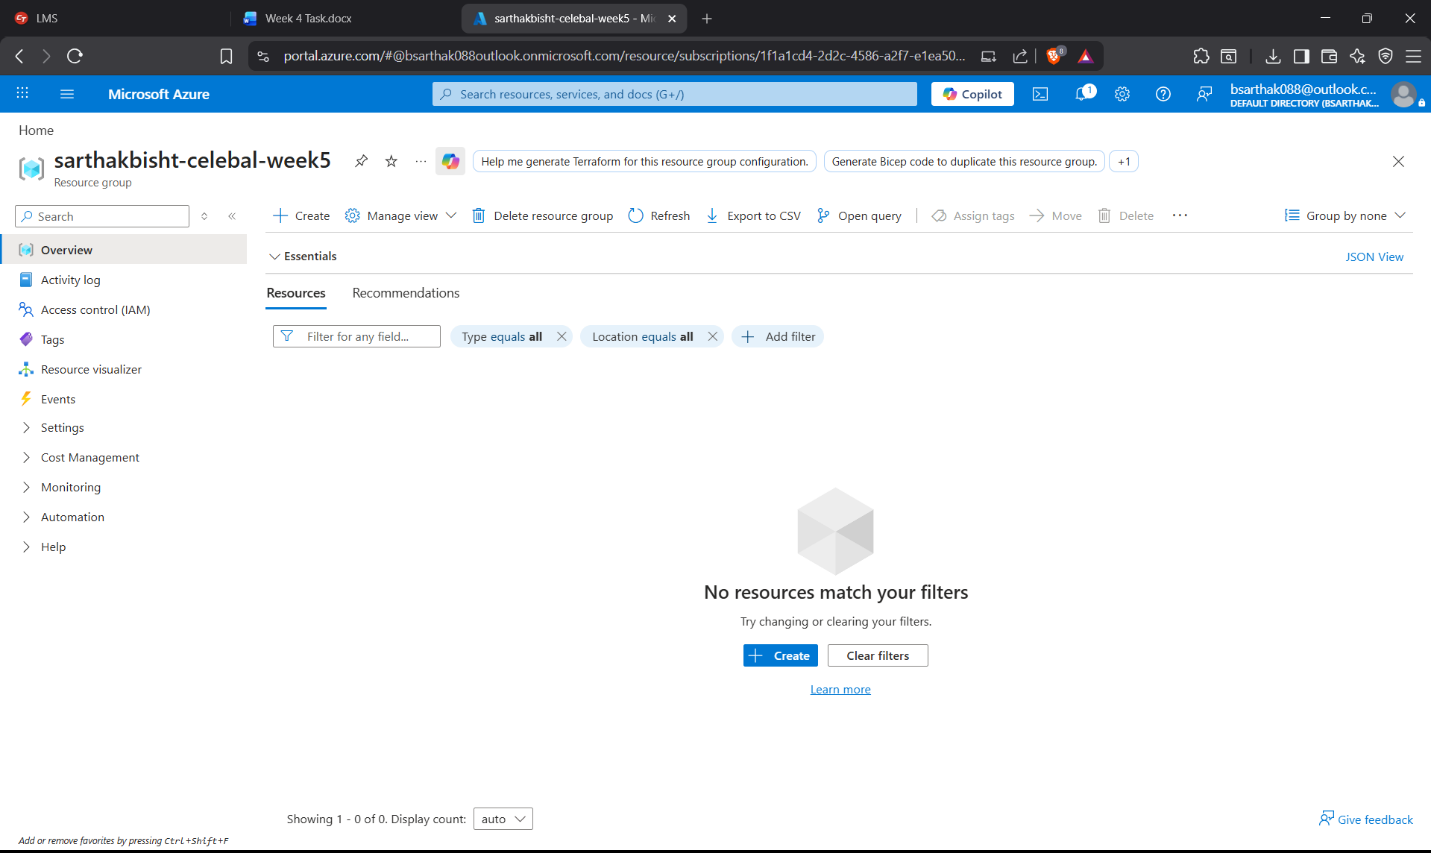 LMS
Week 4 Task.docx
sarthakbisht-celebal-week5 - Mi
portal.azure.com/#@bsarthak088outlook.onmicrosoft.com/resource/subscriptions/1f1a1cd4-2d2c-4586-a2f7-e1ea50...
Microsoft Azure
Search resources, services, and docs (G+/)
Copilot
1
bsarthak088@outlook.c...
DEFAULT DIRECTORY (BSARTHAK...
Home
sarthakbisht-celebal-week5
Resource group
Help me generate Terraform for this resource group configuration.
Generate Bicep code to duplicate this resource group.
+1
Search
Create
Manage view
Delete resource group
Refresh
Export to CSV
Open query
Assign tags
Move
Delete
Group by none
Overview
Activity log
Access control (IAM)
Tags
Resource visualizer
Events
Settings
Cost Management
Monitoring
Automation
Help
Essentials
JSON View
Resources
Recommendations
Filter for any field...
Type equals all
Location equals all
Add filter
No resources match your filters
Try changing or clearing your filters.
Create
Clear filters
Learn more
Showing 1 - 0 of 0. Display count:
auto
Give feedback
Add or remove favorites by pressing Ctrl+Shift+F